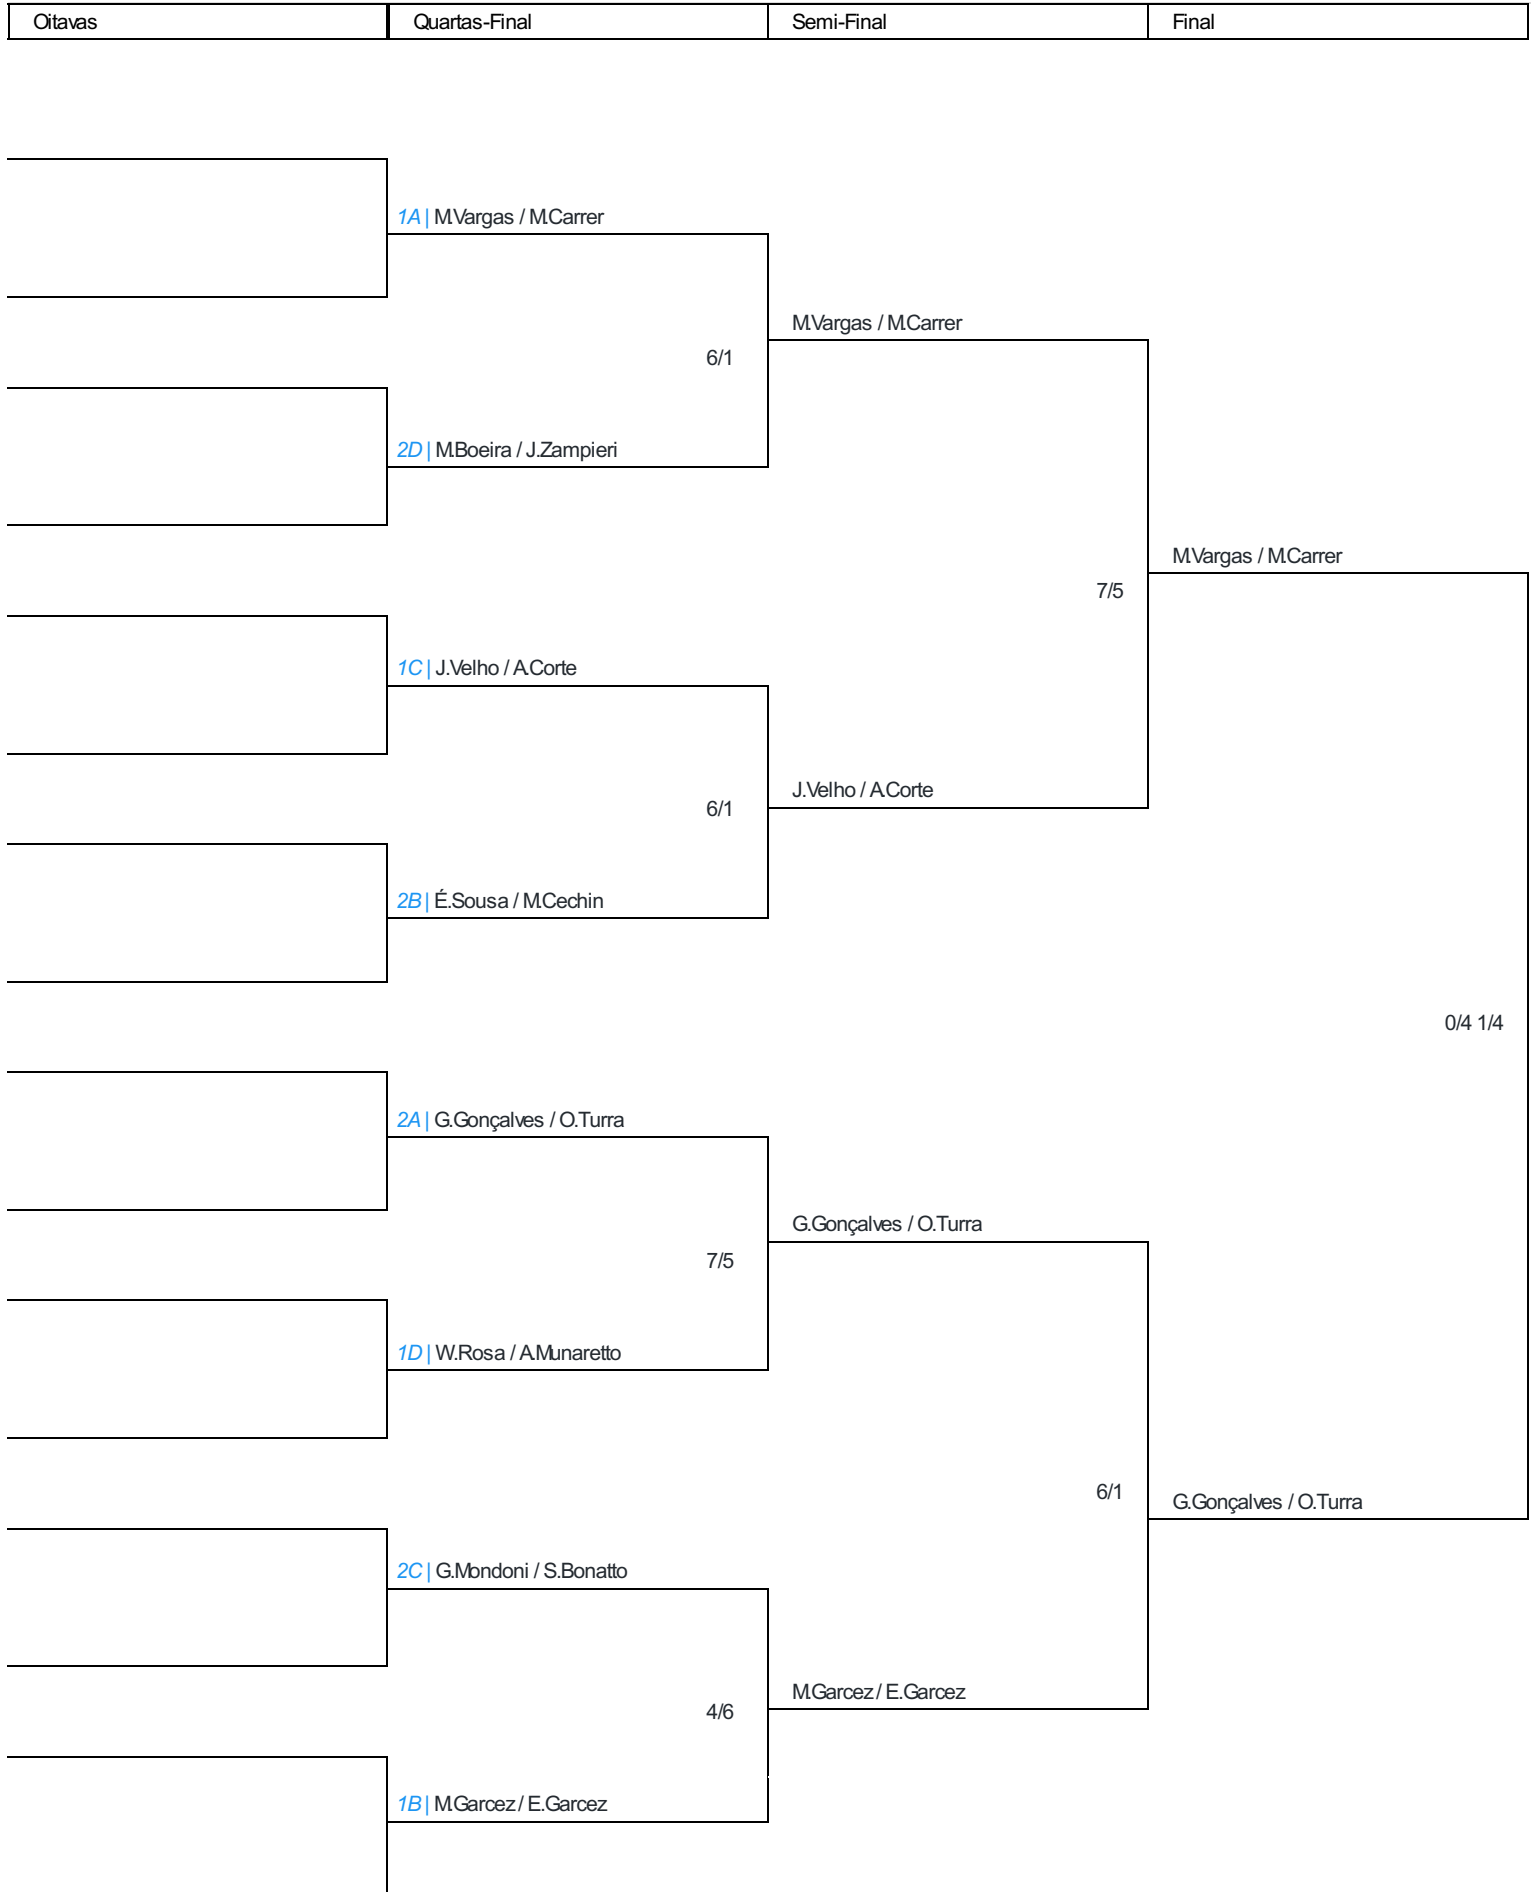 Oitavas Quartas-Final Semi-Final Final
1A | M.Vargas / M.Carrer
M.Vargas / M.Carrer
6/1
2D | M.Boeira / J.Zampieri
M.Vargas / M.Carrer
7/5
1C | J.Velho / A.Corte
J.Velho / A.Corte
6/1
2B | É.Sousa / M.Cechin
0/4 1/4
2A | G.Gonçalves / O.Turra
G.Gonçalves / O.Turra
7/5
1D | W.Rosa / A.Munaretto
6/1
G.Gonçalves / O.Turra
2C | G.Mondoni / S.Bonatto
M.Garcez / E.Garcez
4/6
1B | M.Garcez / E.Garcez